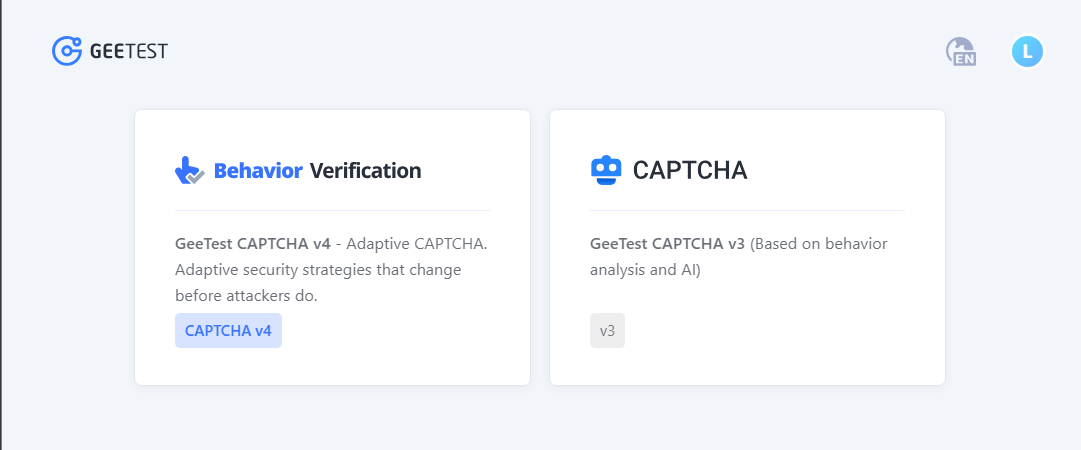 GEETEST
EN
L
Behavior Verification
GeeTest CAPTCHA v4 - Adaptive CAPTCHA.
Adaptive security strategies that change
before attackers do.
CAPTCHA v4
CAPTCHA
GeeTest CAPTCHA v3 (Based on behavior
analysis and AI)
v3